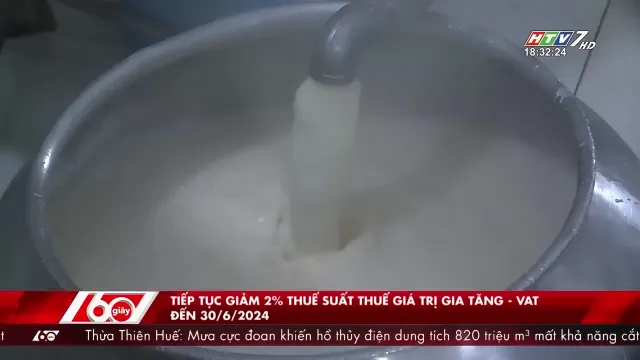 HTV7 HD
18:32:24
60 giây
TIẾP TỤC GIẢM 2% THUẾ SUẤT THUẾ GIÁ TRỊ GIA TĂNG - VAT
ĐẾN 30/6/2024
60 Thừa Thiên Huế: Mưa cực đoan khiến hồ thủy điện dung tích 820 triệu m³ mất khả năng cắt